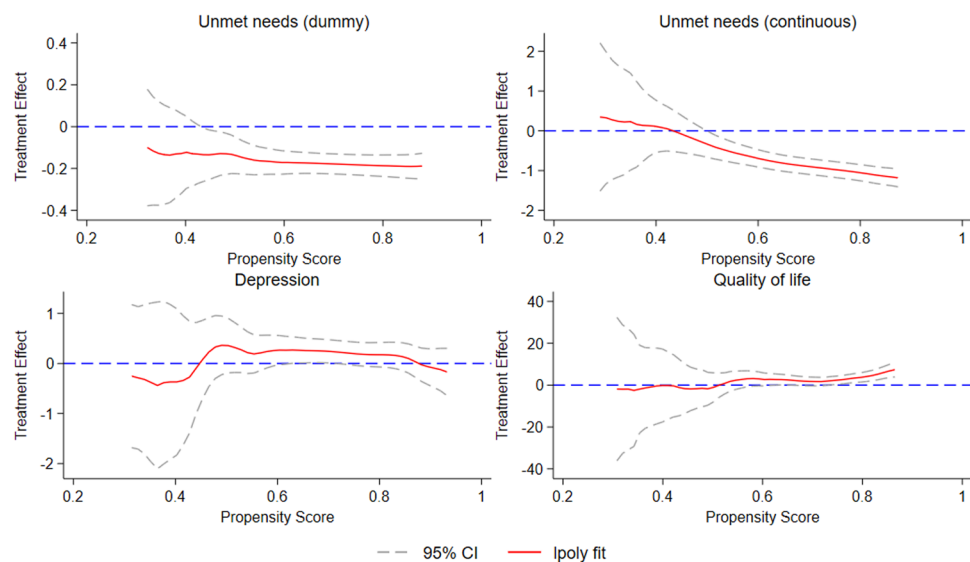 Unmet needs (dummy)
Treatment Effect
0.4
0.2
0
-0.2
-0.4
0.2 0.4 0.6 0.8 1
Propensity Score
Unmet needs (continuous)
Treatment Effect
2
1
0
-1
-2
0.2 0.4 0.6 0.8 1
Propensity Score
Depression
Treatment Effect
1
0
-1
-2
0.2 0.4 0.6 0.8 1
Propensity Score
Quality of life
Treatment Effect
40
20
0
-20
-40
0.2 0.4 0.6 0.8 1
Propensity Score
95% CI lpoly fit